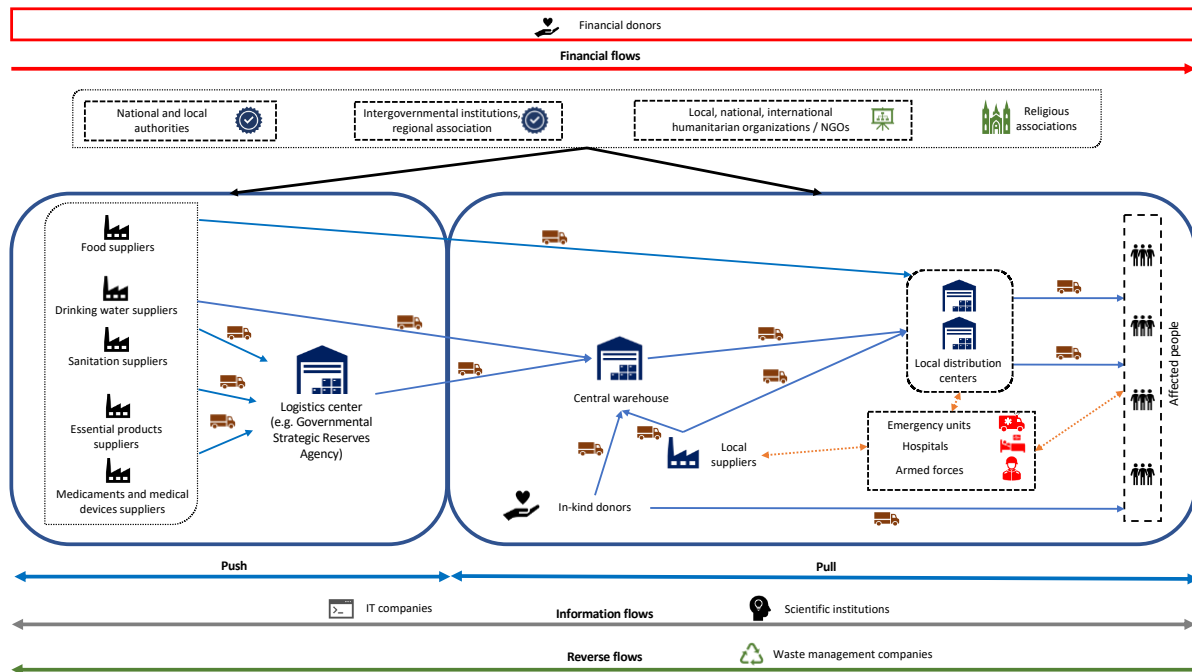 Financial donors
Financial flows
National and local
authorities
Intergovernmental institutions,
regional association
Local, national, international
humanitarian organizations / NGOs
Religious
associations
Food suppliers
Drinking water suppliers
Sanitation suppliers
Essential products
suppliers
Medicaments and medical
devices suppliers
Logistics center
(e.g. Governmental
Strategic Reserves
Agency)
Central warehouse
Local
suppliers
In-kind donors
Local distribution
centers
Emergency units
Hospitals
Armed forces
Affected people
Push
Pull
IT companies
Information flows
Scientific institutions
Reverse flows
Waste management companies